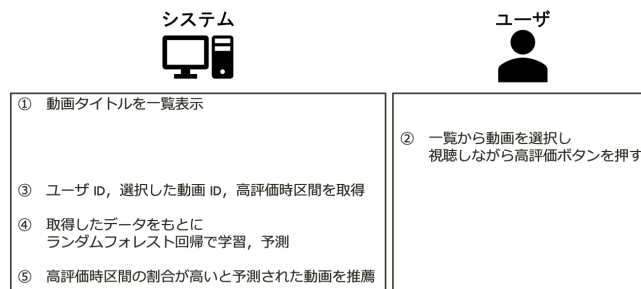 システム
ユーザ
① 動画タイトルを一覧表示
② 一覧から動画を選択し
視聴しながら高評価ボタンを押す
③ ユーザ ID，選択した動画 ID，高評価時区間を取得
④ 取得したデータをもとに
ランダムフォレスト回帰で学習，予測
⑤ 高評価時区間の割合が高いと予測された動画を推薦